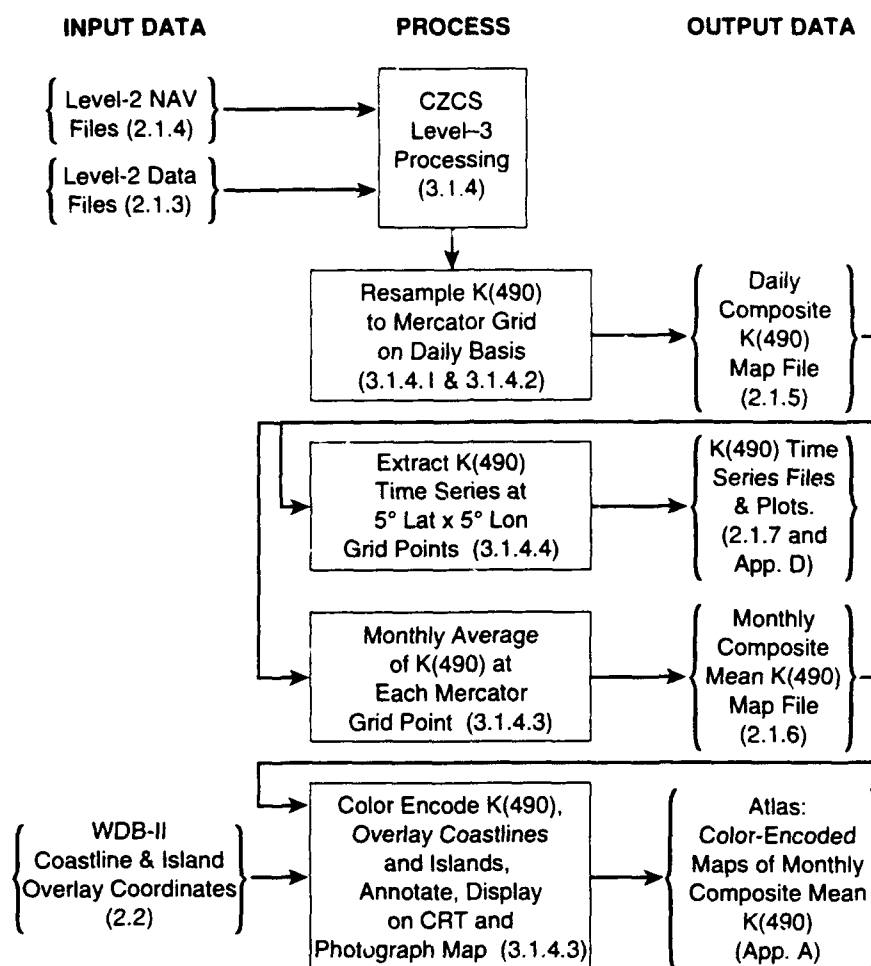 INPUT DATA
PROCESS
OUTPUT DATA
Level-2 NAV
Files (2.1.4)
Level-2 Data
Files (2.1.3)
CZCS
Level-3
Processing
(3.1.4)
Resample K(490)
to Mercator Grid
on Daily Basis
(3.1.4.1 & 3.1.4.2)
Daily
Composite
K(490)
Map File
(2.1.5)
Extract K(490)
Time Series at
5° Lat x 5° Lon
Grid Points (3.1.4.4)
K(490) Time
Series Files
& Plots.
(2.1.7 and
App. D)
Monthly Average
of K(490) at
Each Mercator
Grid Point (3.1.4.3)
Monthly
Composite
Mean K(490)
Map File
(2.1.6)
WDB-II
Coastline & Island
Overlay Coordinates
(2.2)
Color Encode K(490),
Overlay Coastlines
and Islands,
Annotate, Display
on CRT and
Photograph Map (3.1.4.3)
Atlas:
Color-Encoded
Maps of Monthly
Composite Mean
K(490)
(App. A)